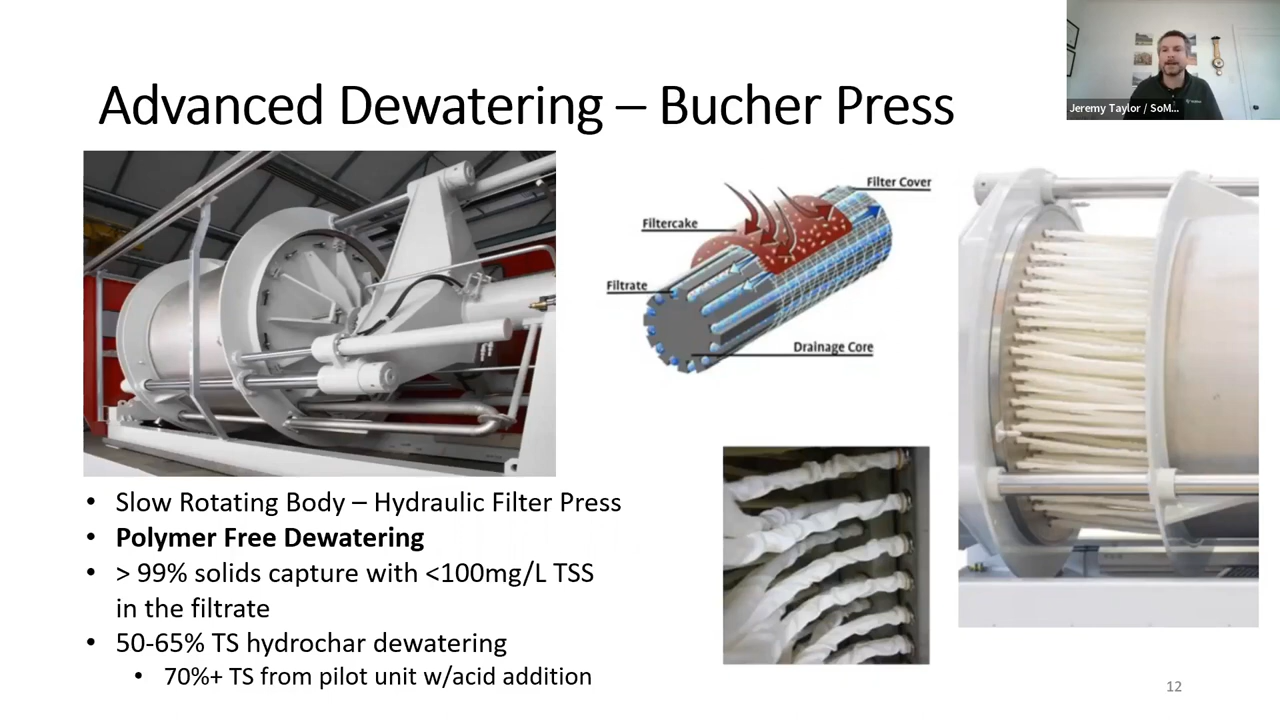 Advanced Dewatering – Bucher Press
Jeremy Taylor / SoM...
Filter Cover
Filtercake
Filtrate
Drainage Core
• Slow Rotating Body – Hydraulic Filter Press
• Polymer Free Dewatering
• > 99% solids capture with <100mg/L TSS
in the filtrate
• 50-65% TS hydrochar dewatering
• 70%+ TS from pilot unit w/acid addition
12